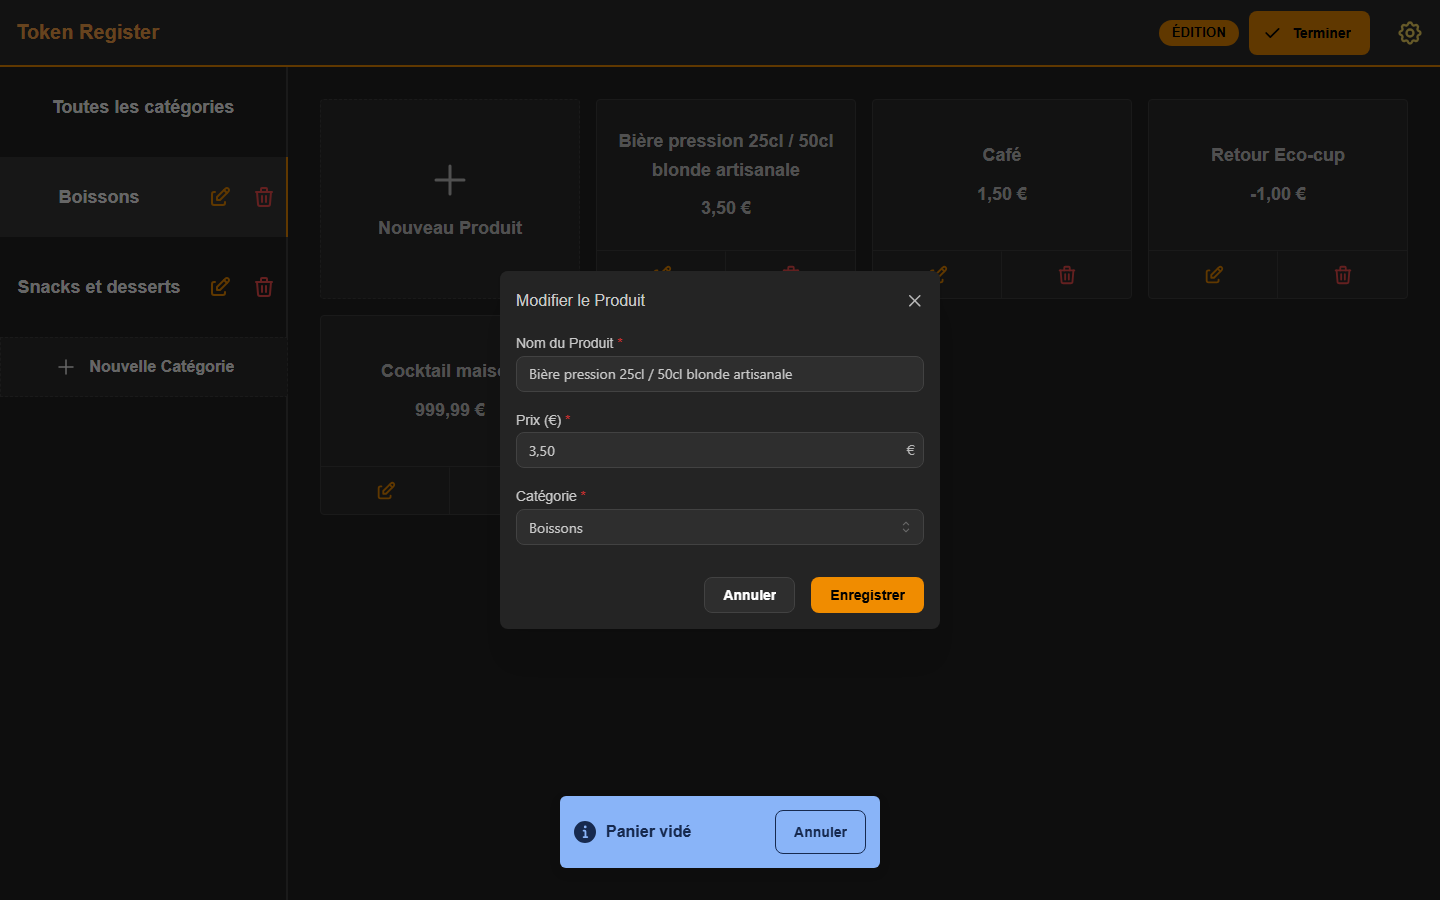 Token Register
ÉDITION
Terminer
Toutes les catégories
Boissons
Snacks et desserts
Nouvelle Catégorie
Nouveau Produit
Bière pression 25cl / 50cl
blonde artisanale
3,50 €
Café
1,50 €
Retour Eco-cup
-1,00 €
Cocktail
999,99 €
Modifier le Produit
Nom du Produit *
Bière pression 25cl / 50cl blonde artisanale
Prix (€) *
3,50 €
Catégorie *
Boissons
Annuler
Enregistrer
Panier vidé
Annuler